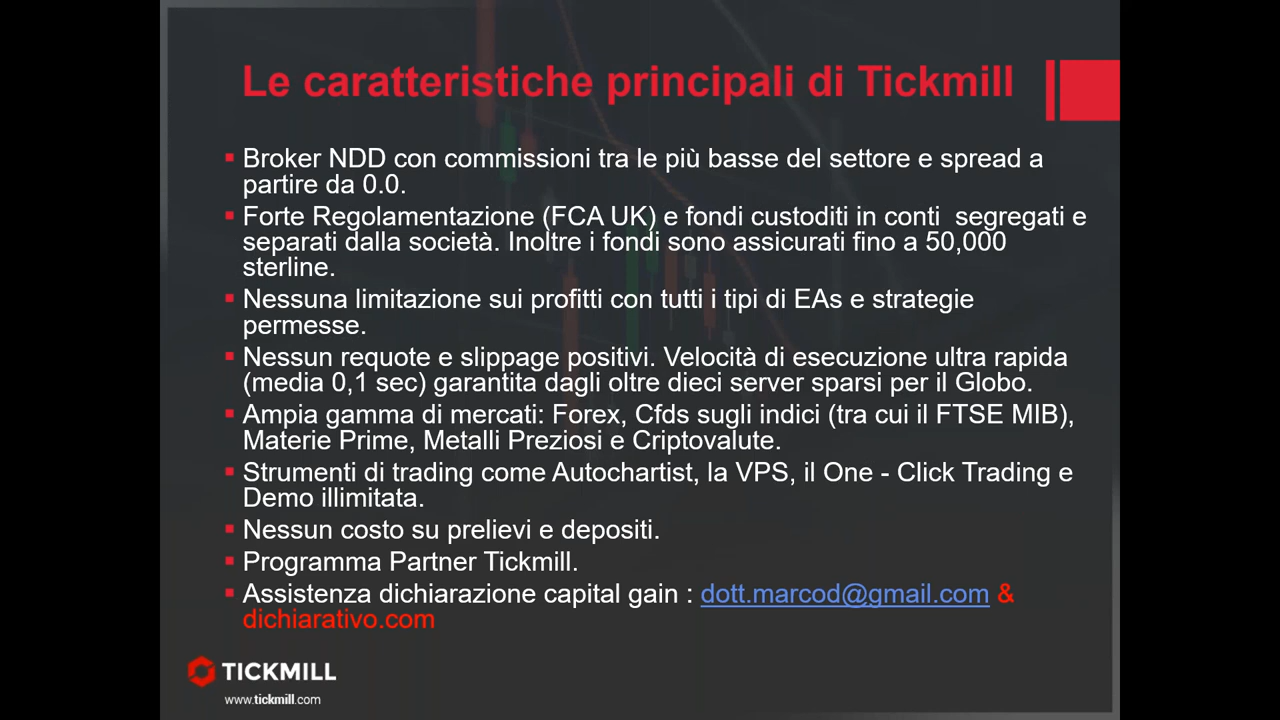 Le caratteristiche principali di Tickmill
▪ Broker NDD con commissioni tra le più basse del settore e spread a
partire da 0.0.
▪ Forte Regolamentazione (FCA UK) e fondi custoditi in conti  segregati e
separati dalla società. Inoltre i fondi sono assicurati fino a 50,000
sterline.
▪ Nessuna limitazione sui profitti con tutti i tipi di EAs e strategie
permesse.
▪ Nessun requote e slippage positivi. Velocità di esecuzione ultra rapida
(media 0,1 sec) garantita dagli oltre dieci server sparsi per il Globo.
▪ Ampia gamma di mercati: Forex, Cfds sugli indici (tra cui il FTSE MIB),
Materie Prime, Metalli Preziosi e Criptovalute.
▪ Strumenti di trading come Autochartist, la VPS, il One - Click Trading e
Demo illimitata.
▪ Nessun costo su prelievi e depositi.
▪ Programma Partner Tickmill.
▪ Assistenza dichiarazione capital gain : dott.marcod@gmail.com &
dichiarativo.com
TICKMILL
www.tickmill.com